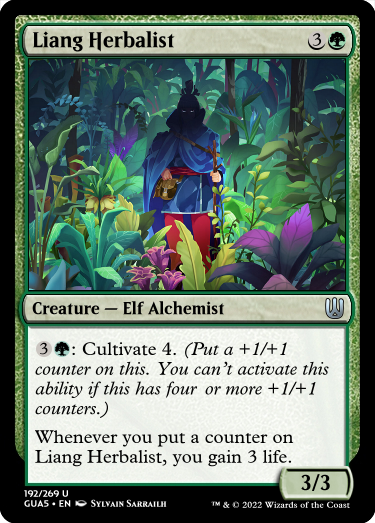 Liang Herbalist 3
Creature — Elf Alchemist
3 : Cultivate 4. (Put a +1/+1
counter on this. You can't activate this
ability if this has four or more +1/+1
counters.)
Whenever you put a counter on
Liang Herbalist, you gain 3 life.
3/3
192/269 U
GUA5 • EN Sylvain Sarrailh
™ & © 2022 Wizards of the Coast